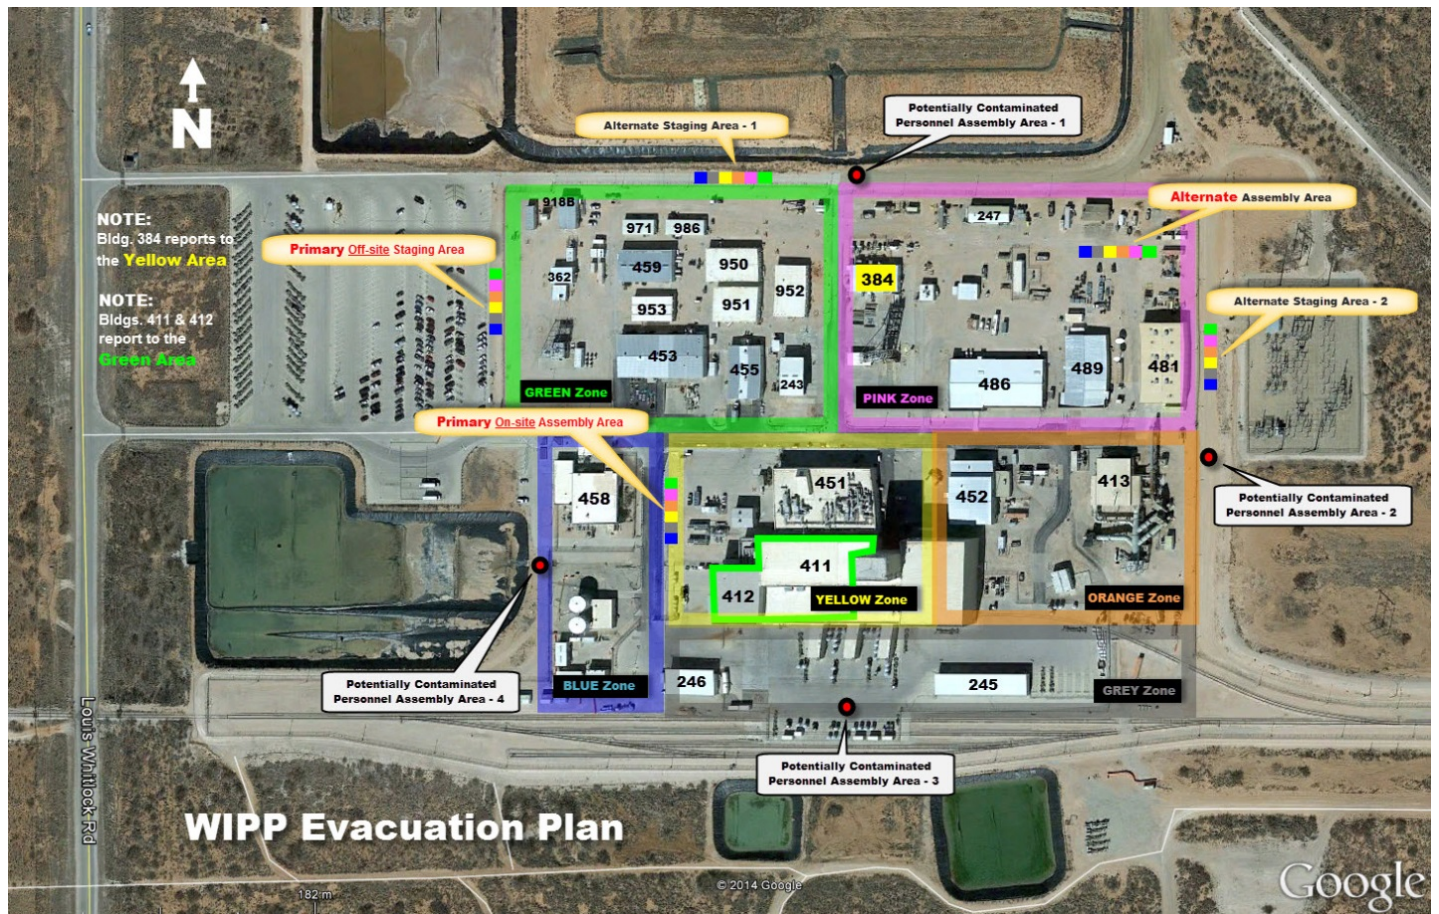 Potentially Contaminated
Personnel Assembly Area - 1
Alternate Staging Area - 1
N
Alternate Assembly Area
NOTE:
Bldg. 384 reports to
the Yellow Area
NOTE:
Bldgs. 411 & 412
report to the
Green Area
Primary Off-site Staging Area
918B
971
986
247
362
459
950
952
384
953
951
Alternate Staging Area - 2
453
455
243
486
489
481
GREEN Zone
PINK Zone
Primary On-site Assembly Area
458
451
452
413
Potentially Contaminated
Personnel Assembly Area - 2
411
412
YELLOW Zone
ORANGE Zone
BLUE Zone
246
245
GREY Zone
Potentially Contaminated
Personnel Assembly Area - 4
Louis Whitlock Rd
Potentially Contaminated
Personnel Assembly Area - 3
WIPP Evacuation Plan
182 m
© 2014 Google
Google